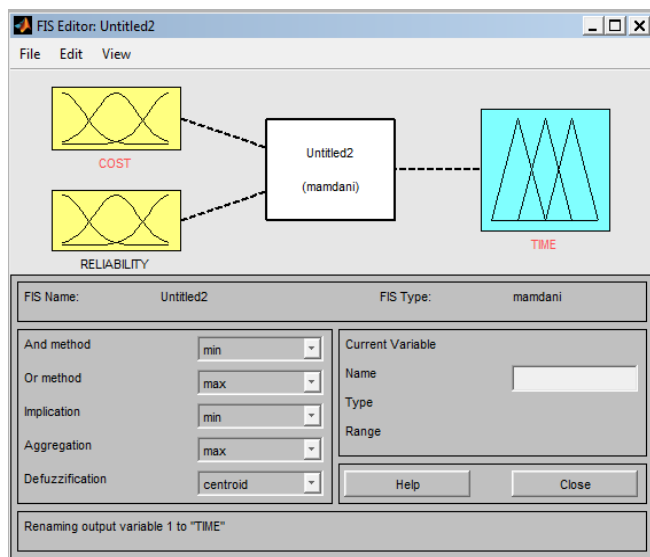 FIS Editor: Untitled2
File Edit View
COST
RELIABILITY
Untitled2
(mamdani)
TIME
FIS Name: Untitled2 FIS Type: mamdani
And method min
Or method max
Implication min
Aggregation max
Defuzzification centroid
Current Variable
Name
Type
Range
Help Close
Renaming output variable 1 to "TIME"